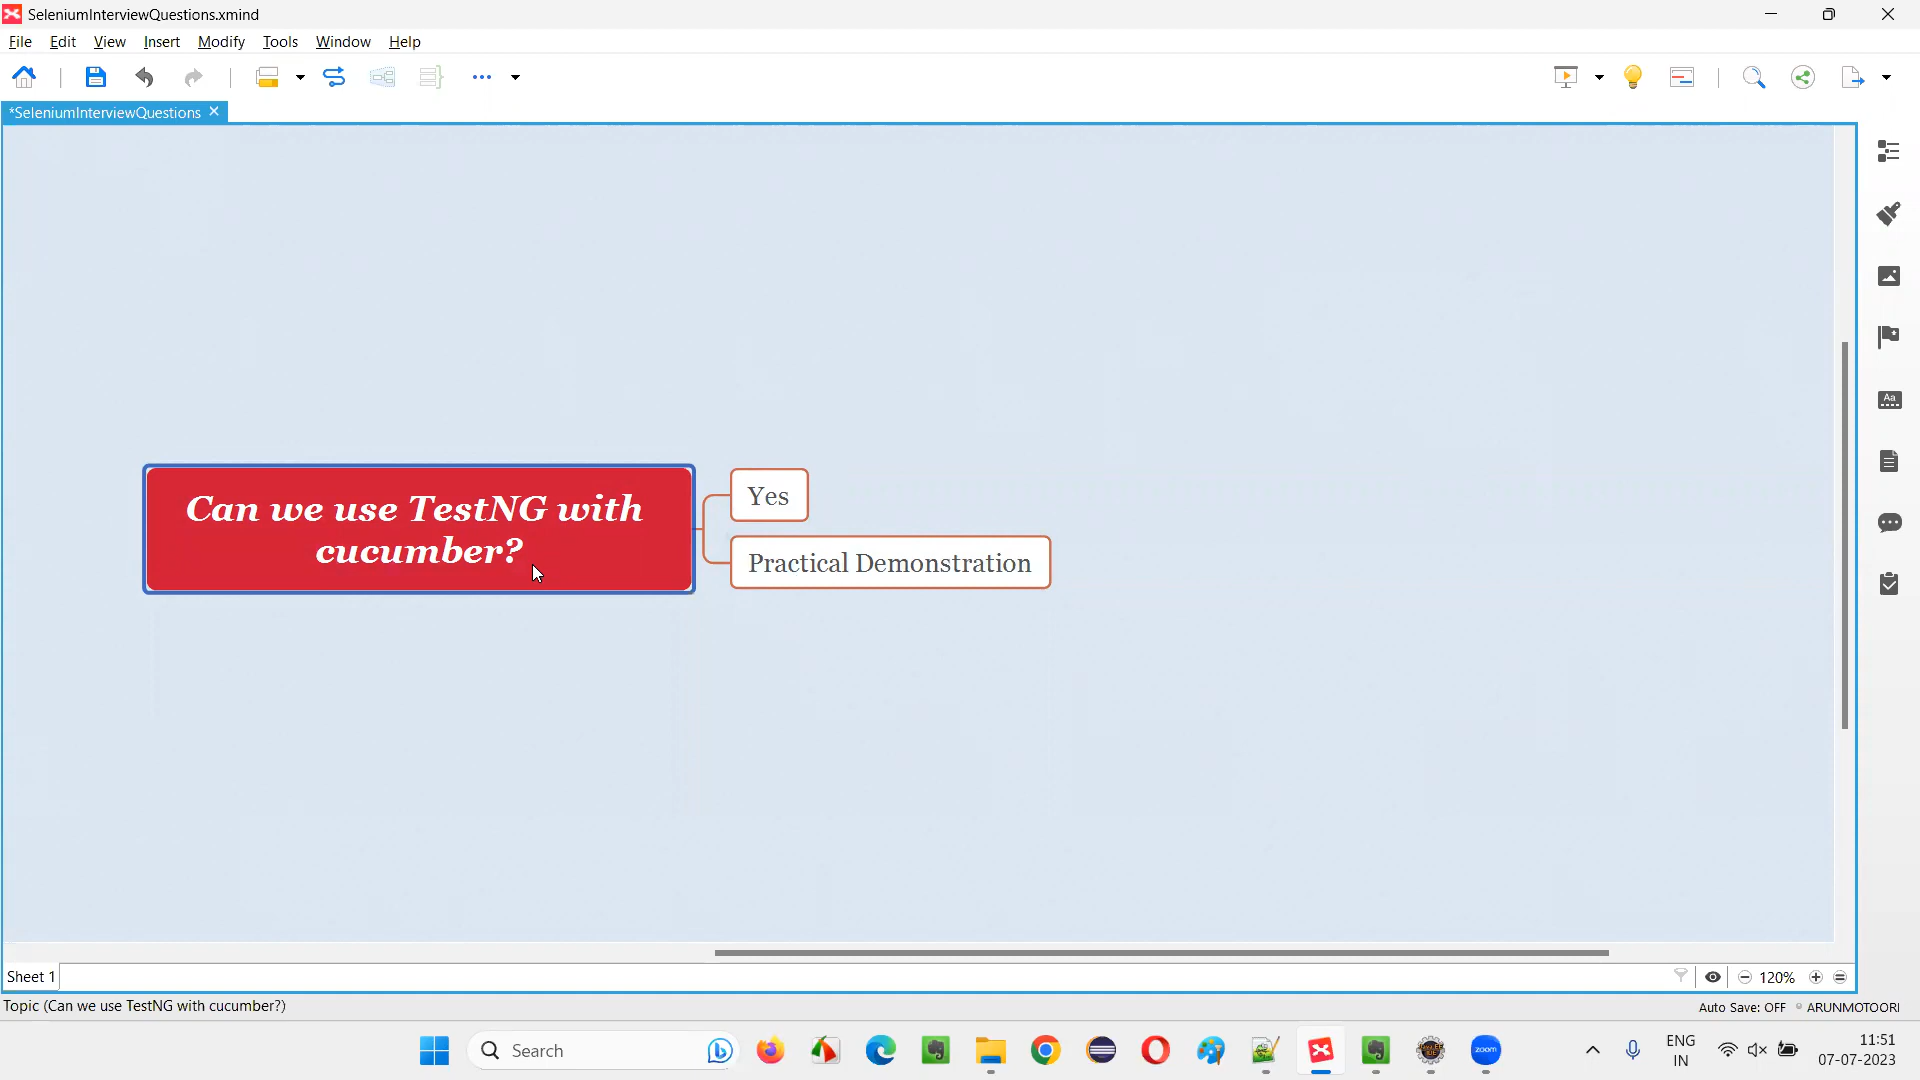 SeleniumInterviewQuestions.xmind
File Edit View Insert Modify Tools Window Help
*SeleniumInterviewQuestions
Can we use TestNG with
cucumber?
Yes
Practical Demonstration
Sheet 1
120%
Topic (Can we use TestNG with cucumber?)
Auto Save: OFF
ARUNMOTOORI
Search
zoom
ENG
IN
11:51
07-07-2023